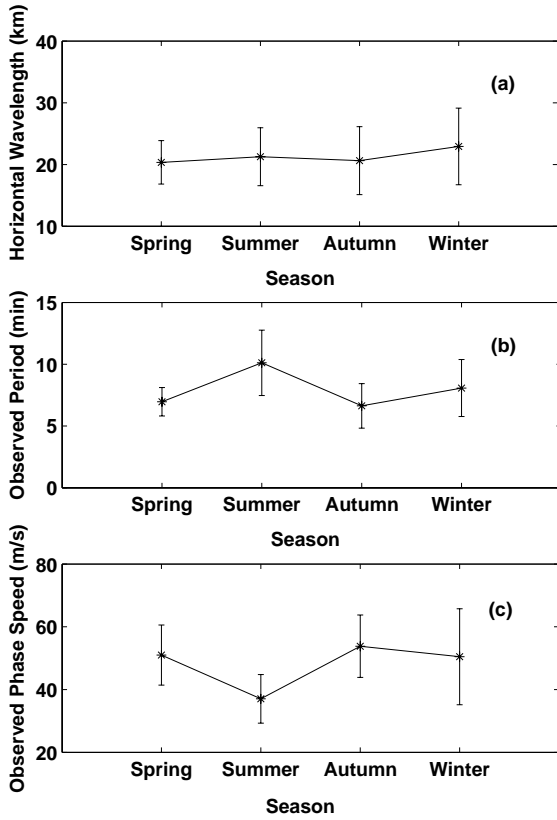 Horizontal Wavelength (km)
40
30
20
10
(a)
Spring
Summer
Autumn
Winter
Season
Observed Period (min)
15
10
5
0
(b)
Spring
Summer
Autumn
Winter
Season
Observed Phase Speed (m/s)
80
60
40
20
(c)
Spring
Summer
Autumn
Winter
Season